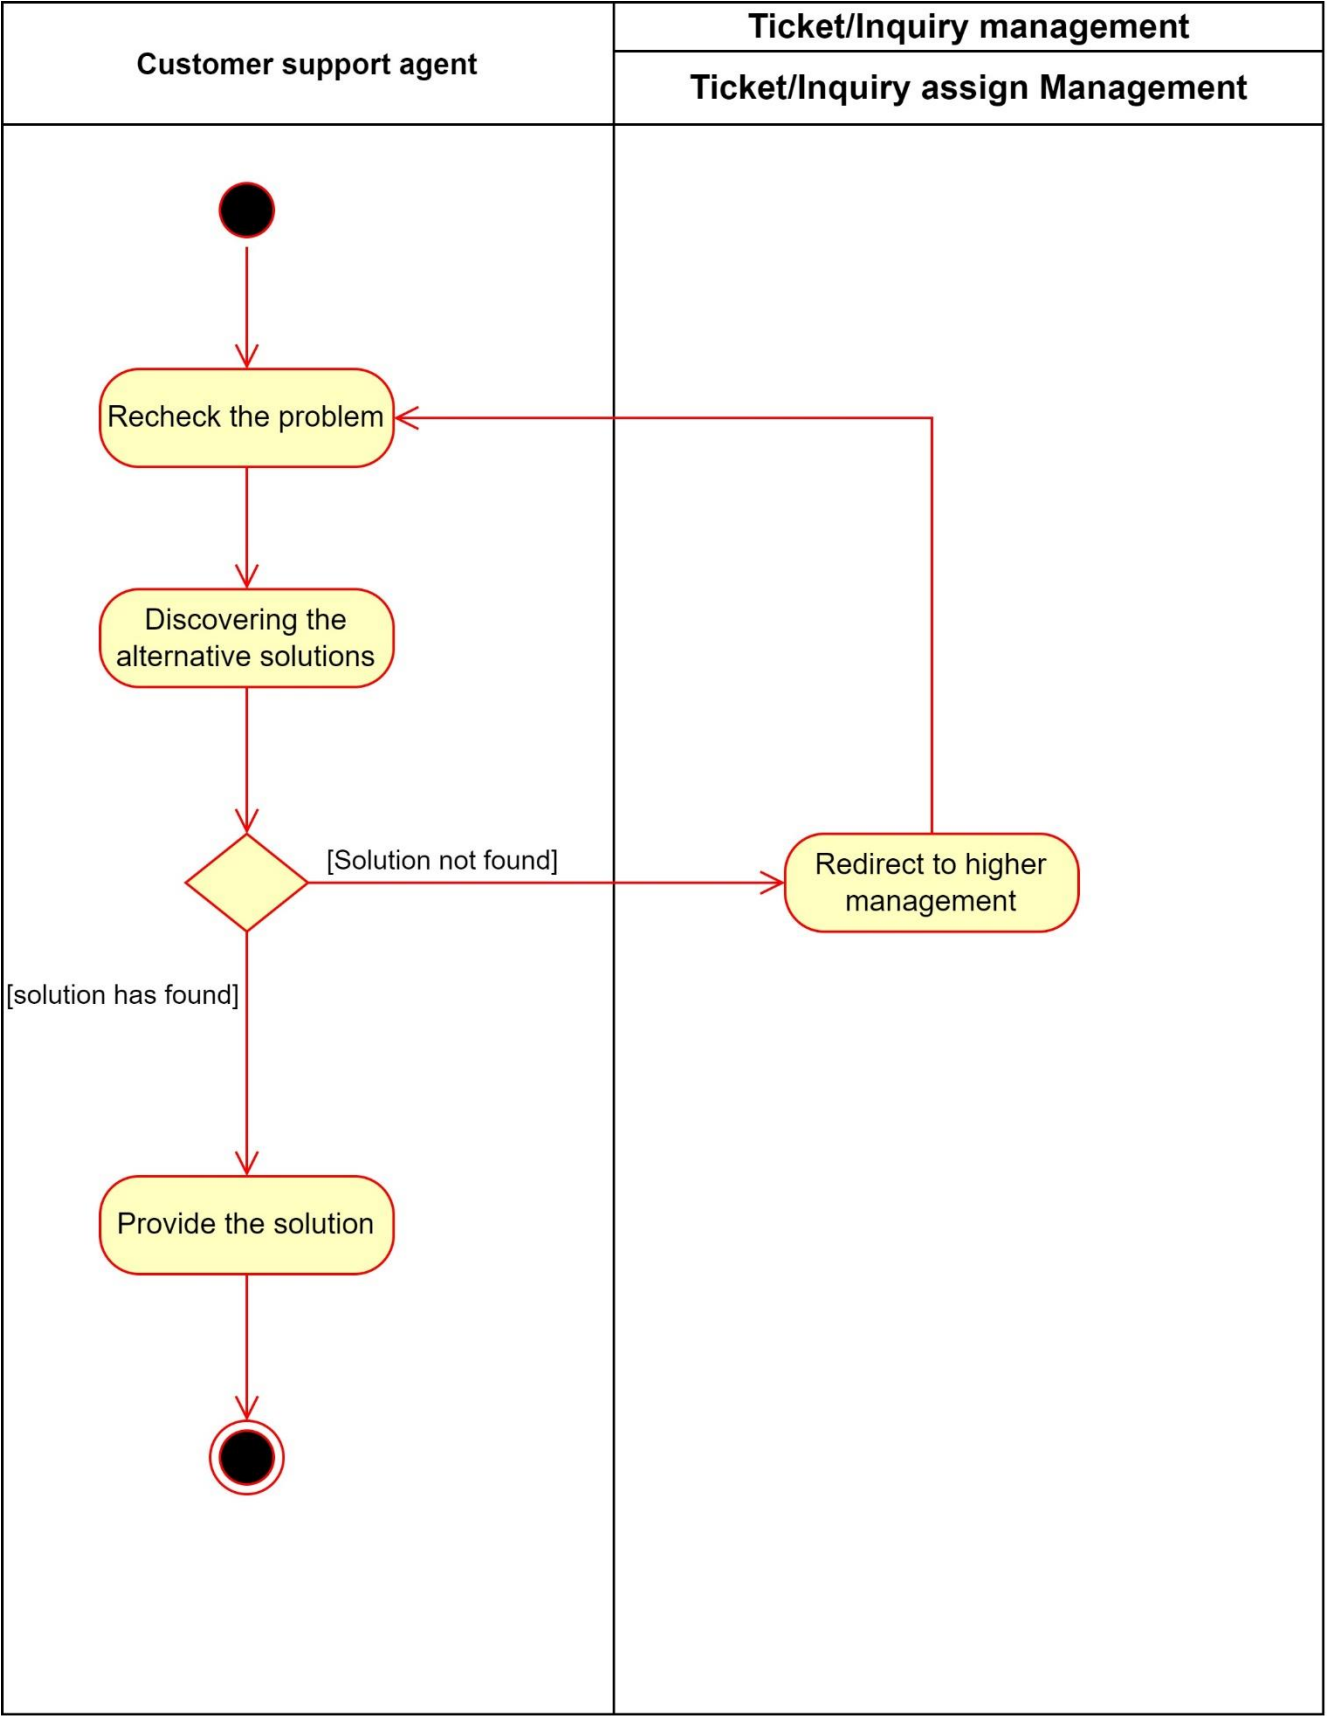 Customer support agent
Ticket/Inquiry management
Ticket/Inquiry assign Management
Recheck the problem
Discovering the
alternative solutions
[Solution not found]
Redirect to higher
management
[solution has found]
Provide the solution